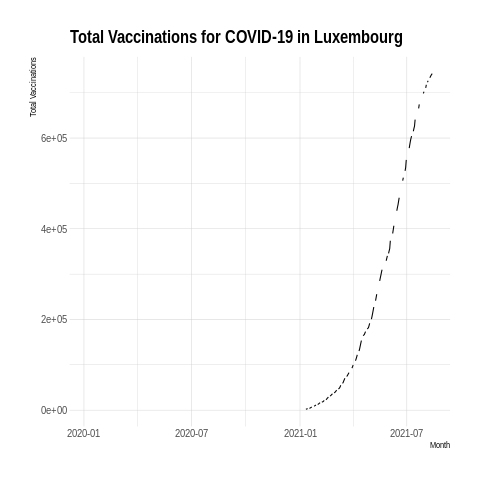 Total Vaccinations for COVID-19 in Luxembourg
Total Vaccinations
6e+05
4e+05
2e+05
0e+00
2020-01
2020-07
2021-01
2021-07
Month